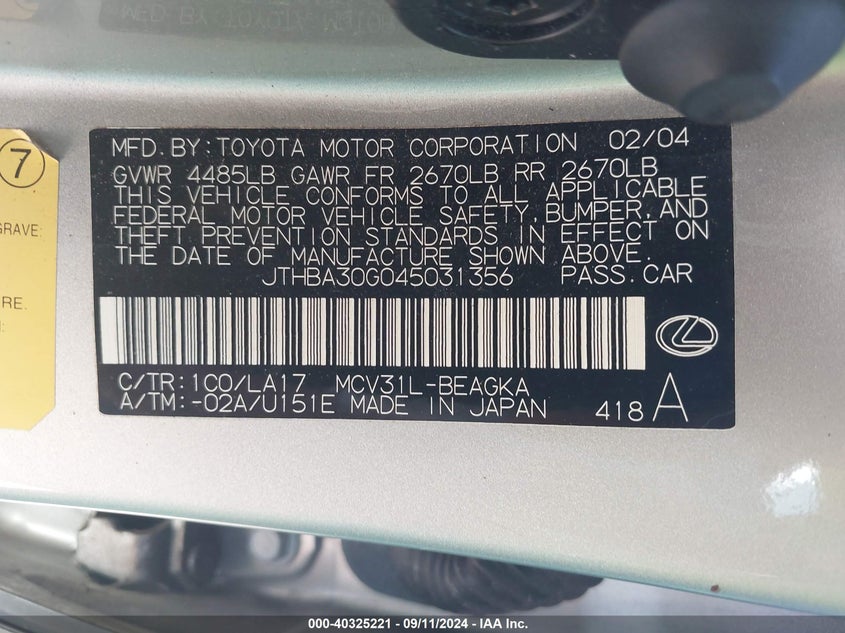 MFD.BY:TOYOTA MOTOR CORPORATION 02/04
GVWR 4485LB GAWR FR 2670LB RR 2670LB
THIS VEHICLE CONFORMS TO ALL APPLICABLE
FEDERAL MOTOR VEHICLE SAFETY,BUMPER,AND
THEFT PREVENTION STANDARDS IN EFFECT ON
THE DATE OF MANUFACTURE SHOWN ABOVE.
JTHBA30G045031356 PASS.CAR
C/TR:1C0/LA17 MCV31L-BEAGKA
A/TM:-02A/U151E MADE IN JAPAN 418 A
7
GRAVE
URE.
000-40325221 - 09/11/2024 - IAA Inc.